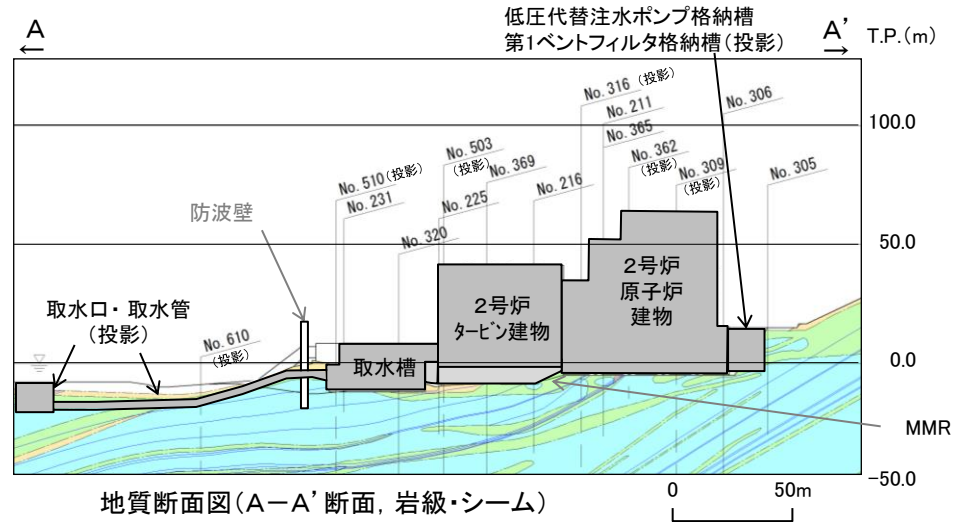 低圧代替注水ポンプ格納槽
第1ベントフィルタ格納槽(投影)
A
A’
T.P.(m)
No.316(投影)
No.306
No.211
100.0
No.503
(投影)
No.365
No.510(投影)
No.369
No.362
(投影)
No.309
(投影)
No.305
No.231
No.225
No.216
防波壁
No.320
50.0
2号炉
原子炉
建物
2号炉
タービン建物
取水口・取水管
(投影)
No.610
(投影)
取水槽
0.0
MMR
-50.0
地質断面図(A-A’断面,岩級・シーム)
0
50m